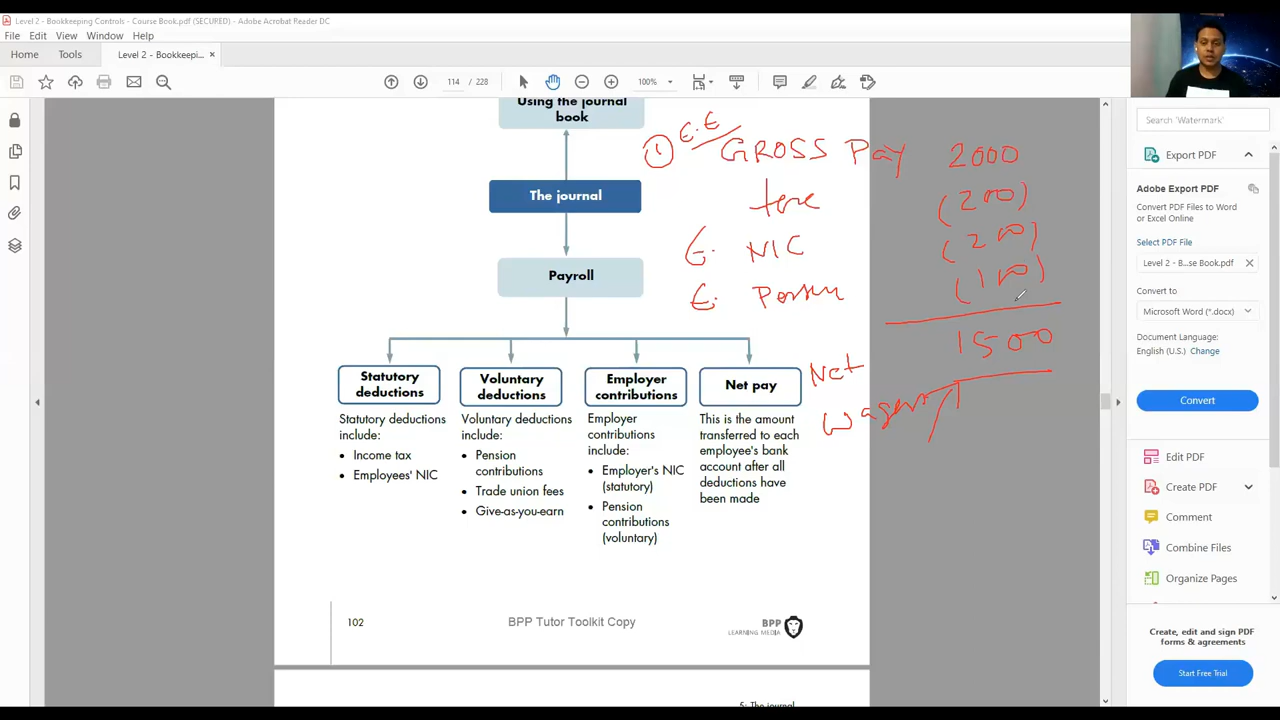 Level 2 - Bookkeeping Controls - Course Book.pdf (SECURED) - Adobe Acrobat Reader DC
File Edit View Window Help
Home Tools Level 2 - Bookkeepi... ×
114 / 228 100%
Using the journal
book
The journal
Payroll
Statutory
deductions
Statutory deductions
include:
• Income tax
• Employees' NIC
Voluntary
deductions
Voluntary deductions
include:
• Pension
contributions
• Trade union fees
• Give-as-you-earn
Employer
contributions
Employer
contributions
include:
• Employer's NIC
(statutory)
• Pension
contributions
(voluntary)
Net pay
This is the amount
transferred to each
employee's bank
account after all
deductions have
been made
102
BPP Tutor Toolkit Copy
BPP
LEARNING MEDIA
5: The journal
① E.E GROSS Pay 2000
(200)
E. NIC (200)
E. (100)
1500
Net
Wages
Search 'Watermark'
Export PDF
Adobe Export PDF
Convert PDF Files to Word
or Excel Online
Select PDF File
Level 2 - B...se Book.pdf ×
Convert to
Microsoft Word (*.docx)
Document Language:
English (U.S.) Change
Convert
Edit PDF
Create PDF
Comment
Combine Files
Organize Pages
Create, edit and sign PDF
forms & agreements
Start Free Trial